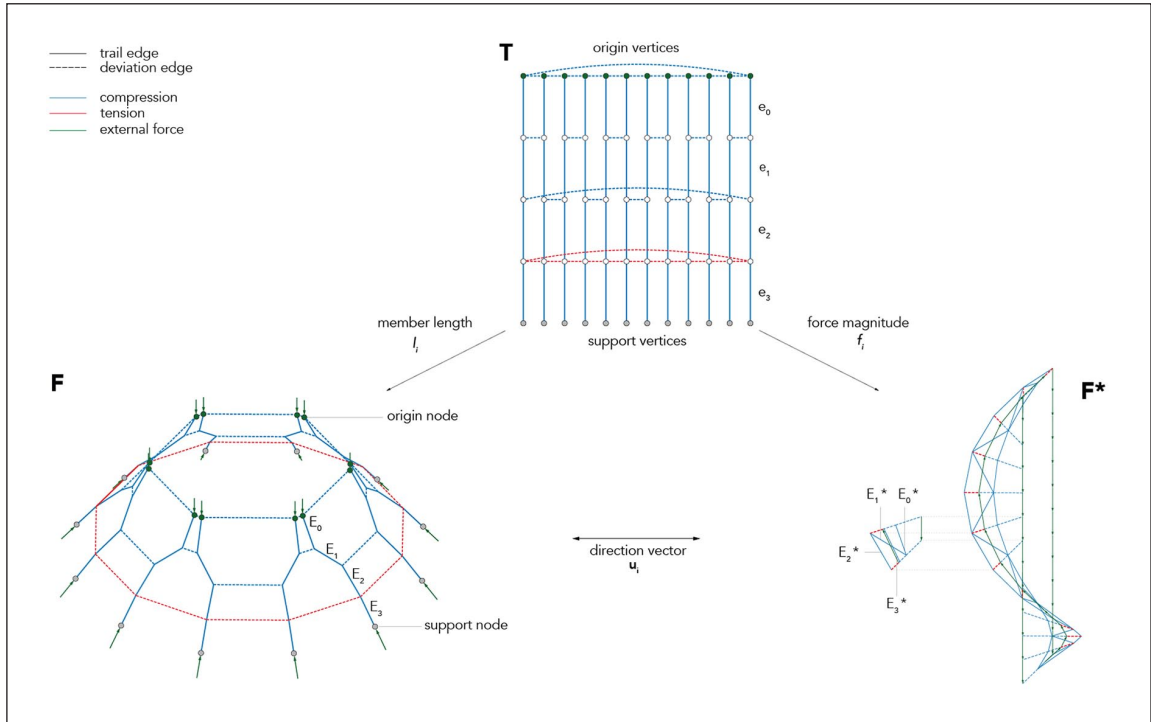 trail edge
deviation edge
compression
tension
external force
T
origin vertices
e0
e1
e2
e3
member length
li
support vertices
force magnitude
fi
F
origin node
E0
E1
E2
E3
support node
direction vector
ui
F*
E1*
E0*
E2*
E3*